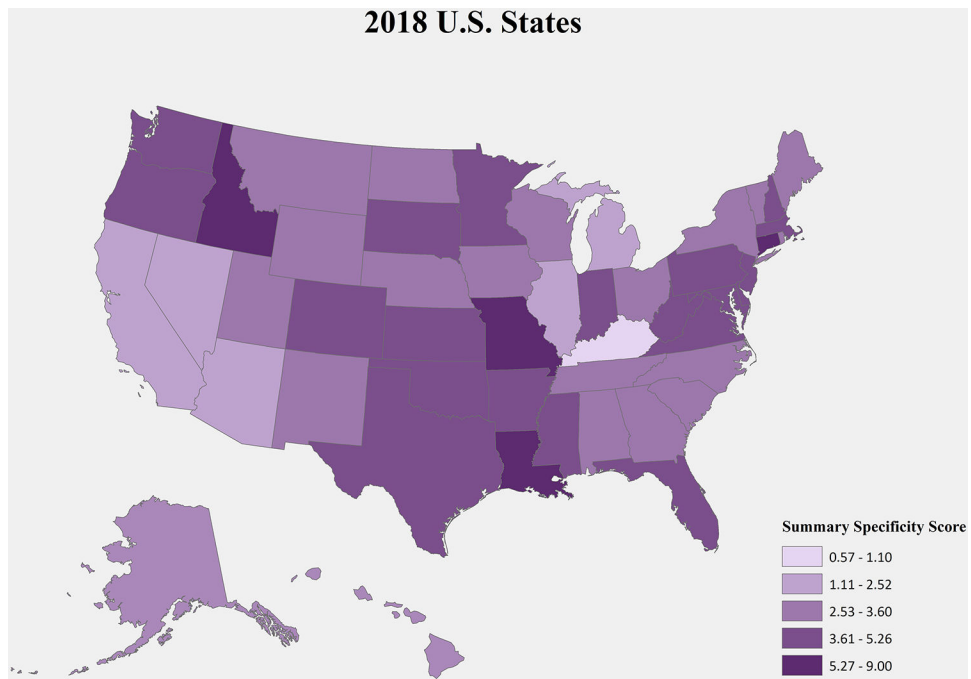 2018 U.S. States
Summary Specificity Score
0.57 - 1.10
1.11 - 2.52
2.53 - 3.60
3.61 - 5.26
5.27 - 9.00